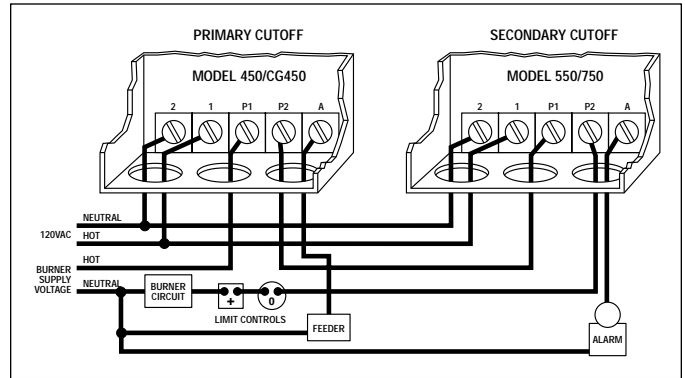 PRIMARY CUTOFF
MODEL 450/CG450
2 1 P1 P2 A
SECONDARY CUTOFF
MODEL 550/750
2 1 P1 P2 A
120VAC
NEUTRAL
HOT
BURNER
SUPPLY
VOLTAGE
HOT
NEUTRAL
BURNER
CIRCUIT
+
0
LIMIT CONTROLS
FEEDER
ALARM